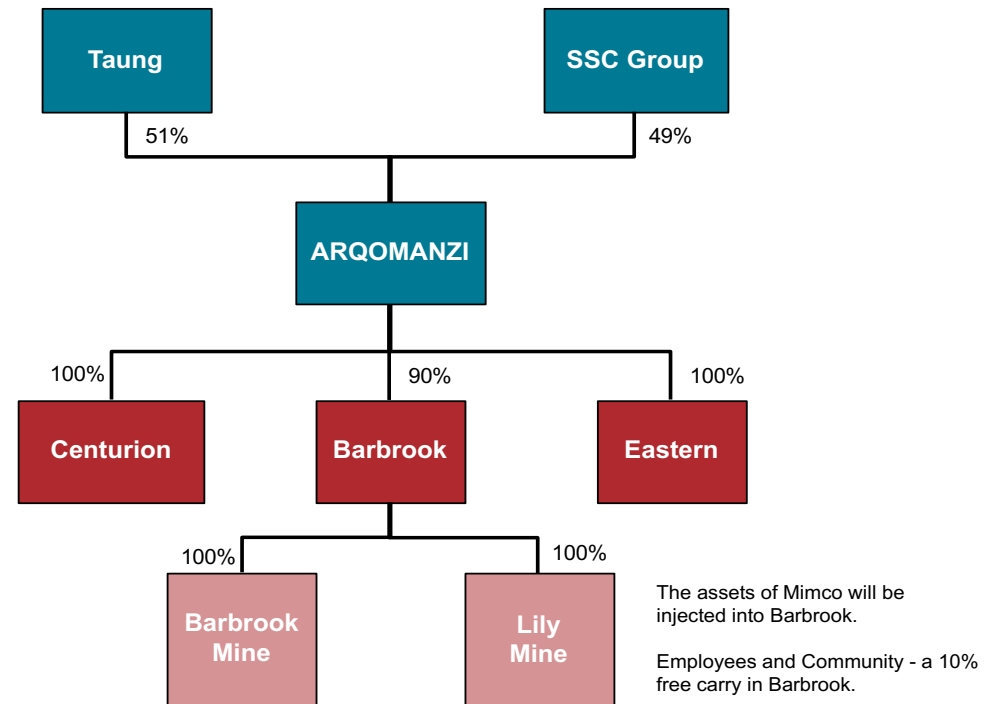 Taung
SSC Group
51%
49%
ARQOMANZI
100%
90%
100%
Centurion
Barbrook
Eastern
100%
100%
Barbrook
Mine
Lily
Mine
The assets of Mimco will be
injected into Barbrook.
Employees and Community - a 10%
free carry in Barbrook.